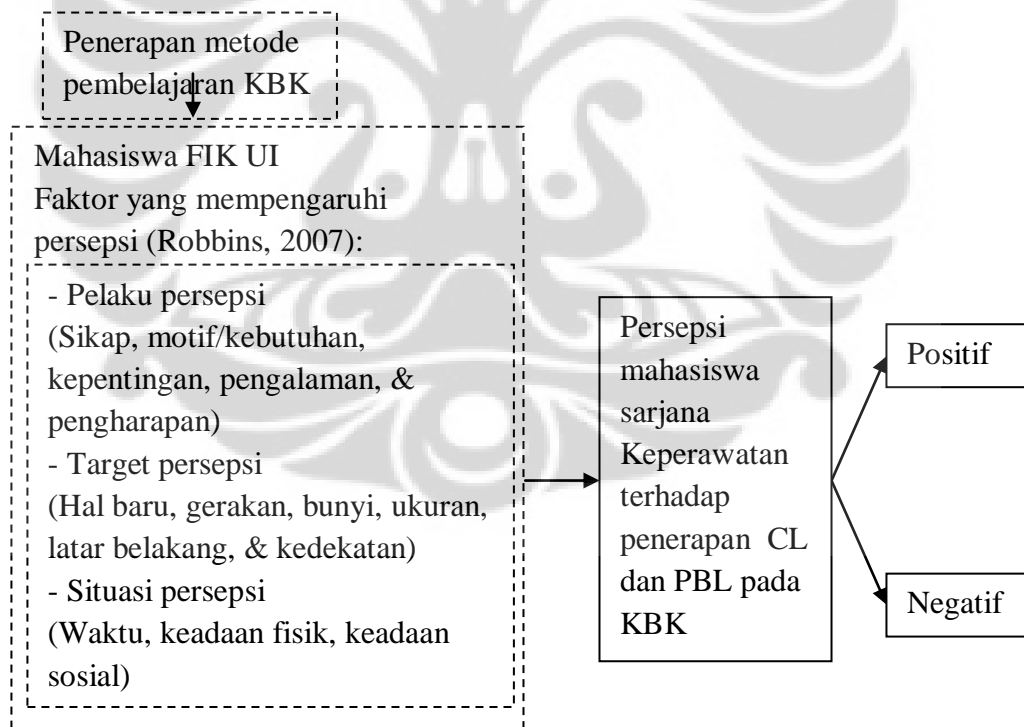 Penerapan metode
pembelajaran KBK
Mahasiswa FIK UI
Faktor yang mempengaruhi
persepsi (Robbins, 2007):
- Pelaku persepsi
(Sikap, motif/kebutuhan,
kepentingan, pengalaman, &
pengharapan)
- Target persepsi
(Hal baru, gerakan, bunyi, ukuran,
latar belakang, & kedekatan)
- Situasi persepsi
(Waktu, keadaan fisik, keadaan
sosial)
Persepsi
mahasiswa
sarjana
Keperawatan
terhadap
penerapan CL
dan PBL pada
KBK
Positif
Negatif